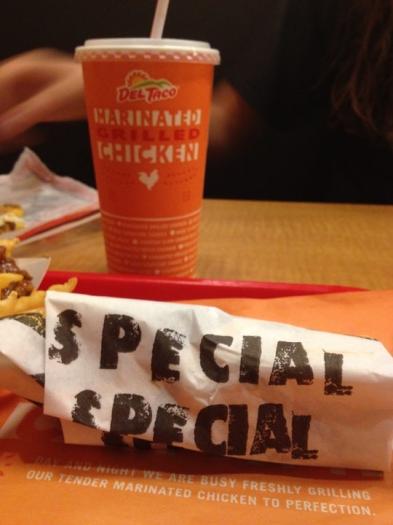 DEL TACO
MARINATED
GRILLED
CHICKEN
SPECIAL
SPECIAL
DAY AND NIGHT WE ARE BUSY FRESHLY GRILLING
OUR TENDER MARINATED CHICKEN TO PERFECTION.